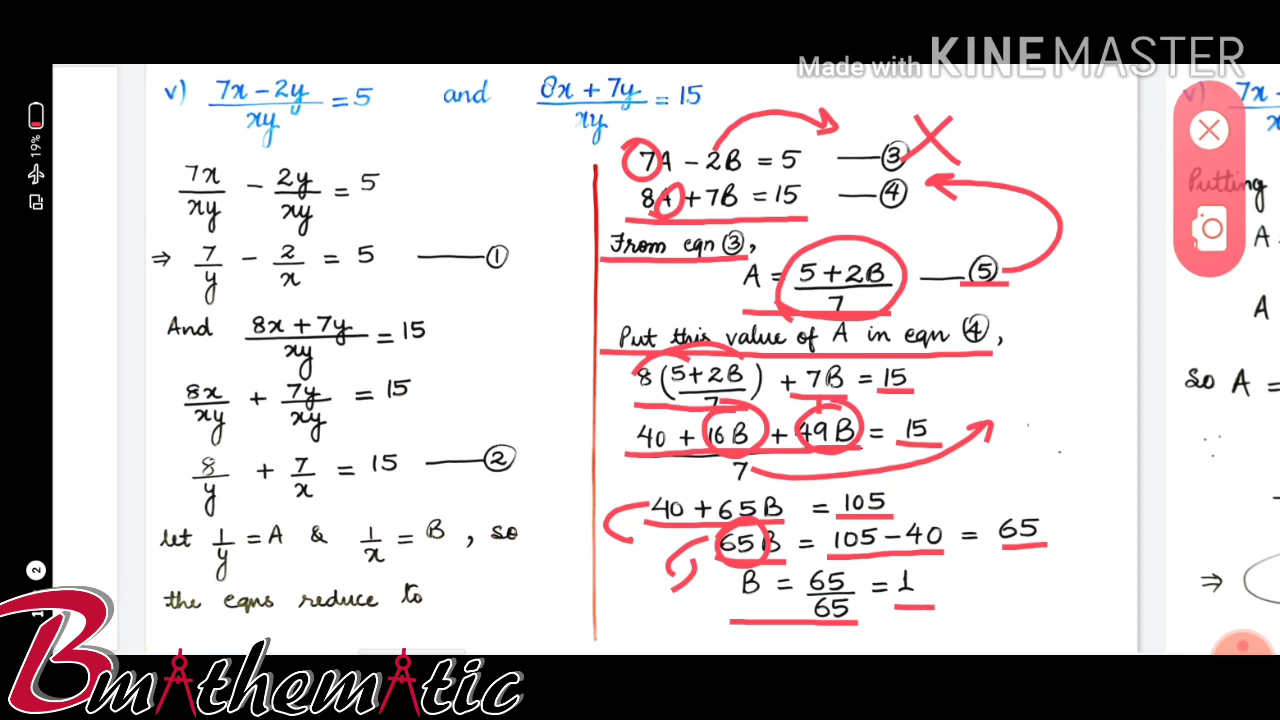 Made with KINEMASTER
19%
v) (7x - 2y)/(xy) = 5 and (8x + 7y)/(xy) = 15
7x/xy - 2y/xy = 5
⇒ 7/y - 2/x = 5 —— ①
And (8x + 7y)/(xy) = 15
8x/xy + 7y/xy = 15
8/y + 7/x = 15 —— ②
let 1/y = A & 1/x = B, so
the eqns reduce to
7A - 2B = 5 —— ③
8A + 7B = 15 —— ④
From eqn ③,
A = (5 + 2B)/7 —— ⑤
Put this value of A in eqn ④,
8((5 + 2B)/7) + 7B = 15
(40 + 16B + 49B)/7 = 15
40 + 65B = 105
65B = 105 - 40 = 65
B = 65/65 = 1
v) 7x -
Putting
A =
A
So A =
⇒
2
Bmathematic